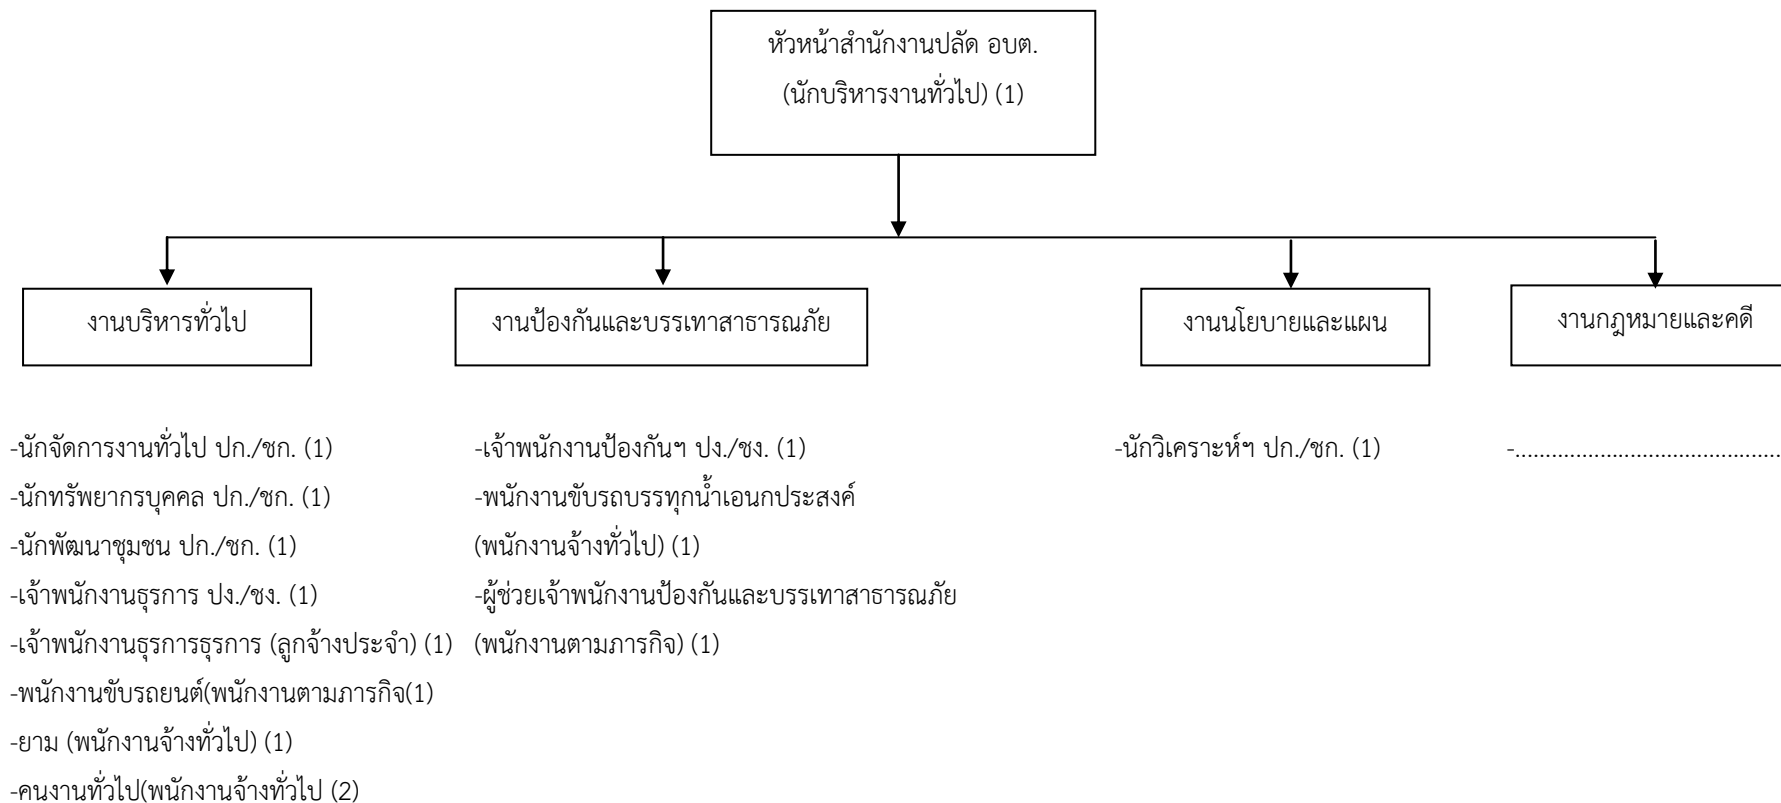 หัวหน้าสำนักงานปลัด อบต.
(นักบริหารงานทั่วไป) (1)
งานบริหารทั่วไป
งานป้องกันและบรรเทาสาธารณภัย
งานนโยบายและแผน
งานกฎหมายและคดี
-นักจัดการงานทั่วไป ปก./ชก. (1)
-นักทรัพยากรบุคคล ปก./ชก. (1)
-นักพัฒนาชุมชน ปก./ชก. (1)
-เจ้าพนักงานธุรการ ปง./ชง. (1)
-เจ้าพนักงานธุรการธุรการ (ลูกจ้างประจำ) (1)
-พนักงานขับรถยนต์(พนักงานตามภารกิจ(1)
-ยาม (พนักงานจ้างทั่วไป) (1)
-คนงานทั่วไป(พนักงานจ้างทั่วไป (2)
-เจ้าพนักงานป้องกันฯ ปง./ชง. (1)
-พนักงานขับรถบรรทุกน้ำเอนกประสงค์
(พนักงานจ้างทั่วไป) (1)
-ผู้ช่วยเจ้าพนักงานป้องกันและบรรเทาสาธารณภัย
(พนักงานตามภารกิจ) (1)
-นักวิเคราะห์ฯ ปก./ชก. (1)
-............................................